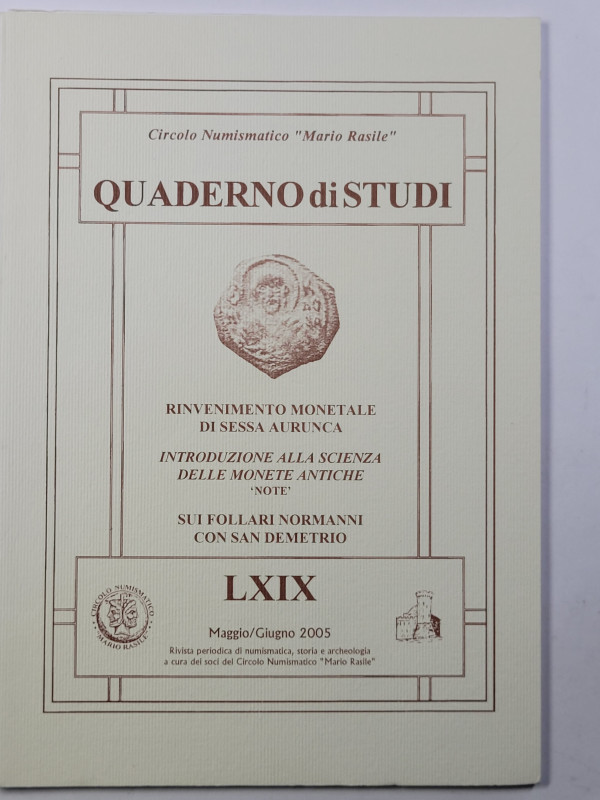 Circolo Numismatico "Mario Rasile"
QUADERNO di STUDI
RINVENIMENTO MONETALE
DI SESSA AURUNCA
INTRODUZIONE ALLA SCIENZA
DELLE MONETE ANTICHE
‘NOTE’
SUI FOLLARI NORMANNI
CON SAN DEMETRIO
LXIX
CIRCOLO NUMISMATICO
MARIO RASILE
Maggio/Giugno 2005
Rivista periodica di numismatica, storia e archeologia
a cura dei soci del Circolo Numismatico "Mario Rasile"